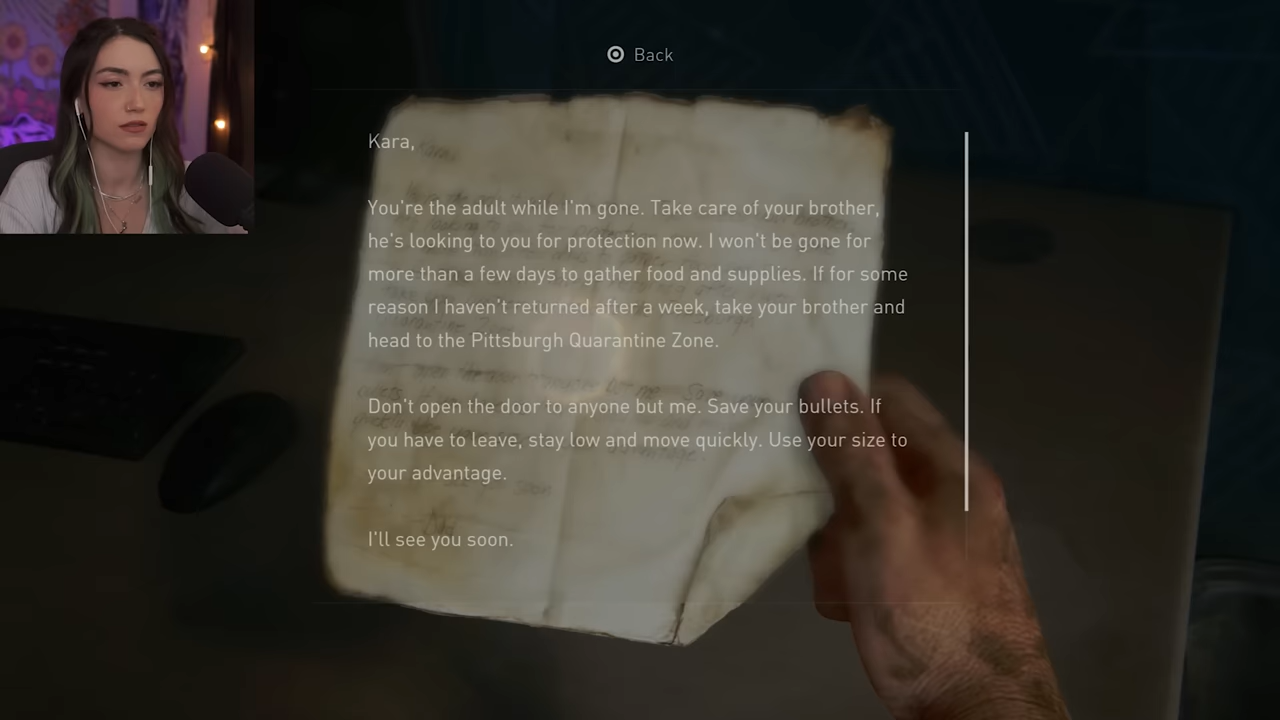 Back
Kara,
You're the adult while I'm gone. Take care of your brother,
he's looking to you for protection now. I won't be gone for
more than a few days to gather food and supplies. If for some
reason I haven't returned after a week, take your brother and
head to the Pittsburgh Quarantine Zone.
Don't open the door to anyone but me. Save your bullets. If
you have to leave, stay low and move quickly. Use your size to
your advantage.
I'll see you soon.